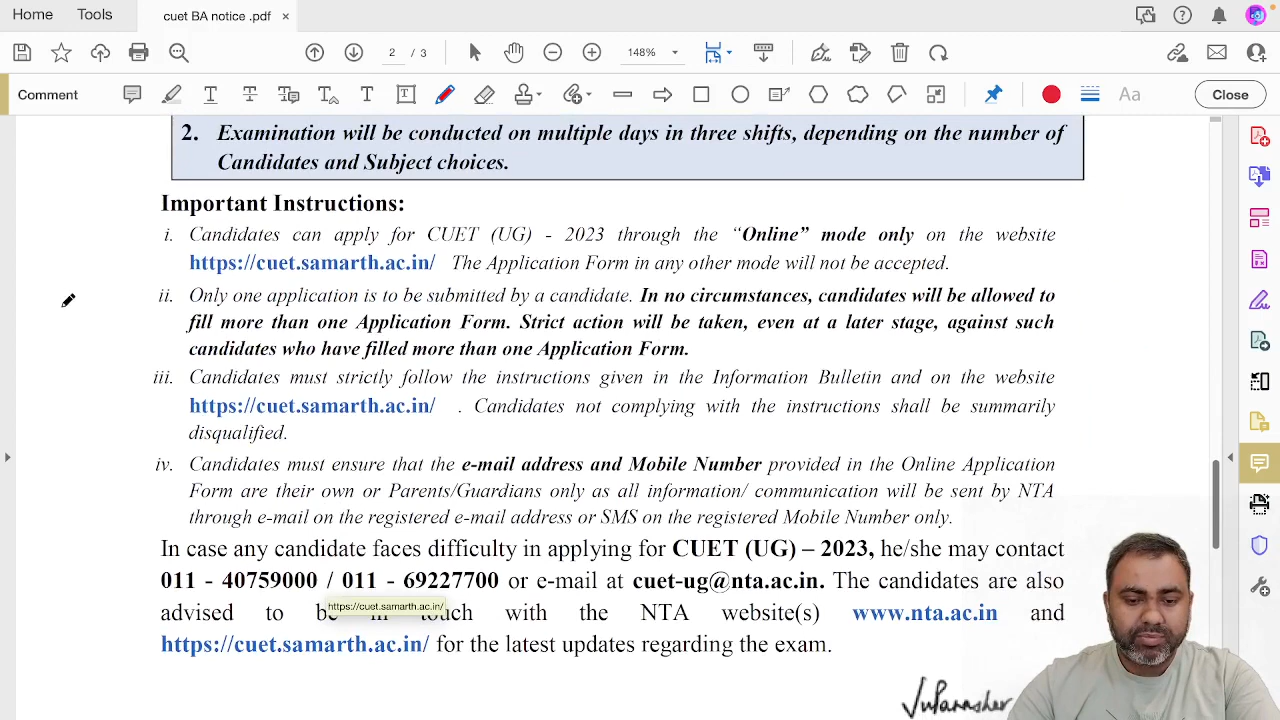 Home Tools cuet BA notice .pdf ×
2 / 3 148%
Comment Aa Close
2. Examination will be conducted on multiple days in three shifts, depending on the number of
Candidates and Subject choices.
Important Instructions:
i. Candidates can apply for CUET (UG) - 2023 through the “Online” mode only on the website
https://cuet.samarth.ac.in/ The Application Form in any other mode will not be accepted.
ii. Only one application is to be submitted by a candidate. In no circumstances, candidates will be allowed to
fill more than one Application Form. Strict action will be taken, even at a later stage, against such
candidates who have filled more than one Application Form.
iii. Candidates must strictly follow the instructions given in the Information Bulletin and on the website
https://cuet.samarth.ac.in/ . Candidates not complying with the instructions shall be summarily
disqualified.
iv. Candidates must ensure that the e-mail address and Mobile Number provided in the Online Application
Form are their own or Parents/Guardians only as all information/ communication will be sent by NTA
through e-mail on the registered e-mail address or SMS on the registered Mobile Number only.
In case any candidate faces difficulty in applying for CUET (UG) – 2023, he/she may contact
011 - 40759000 / 011 - 69227700 or e-mail at cuet-ug@nta.ac.in. The candidates are also
https://cuet.samarth.ac.in/
advised to be in touch with the NTA website(s) www.nta.ac.in and
https://cuet.samarth.ac.in/ for the latest updates regarding the exam.